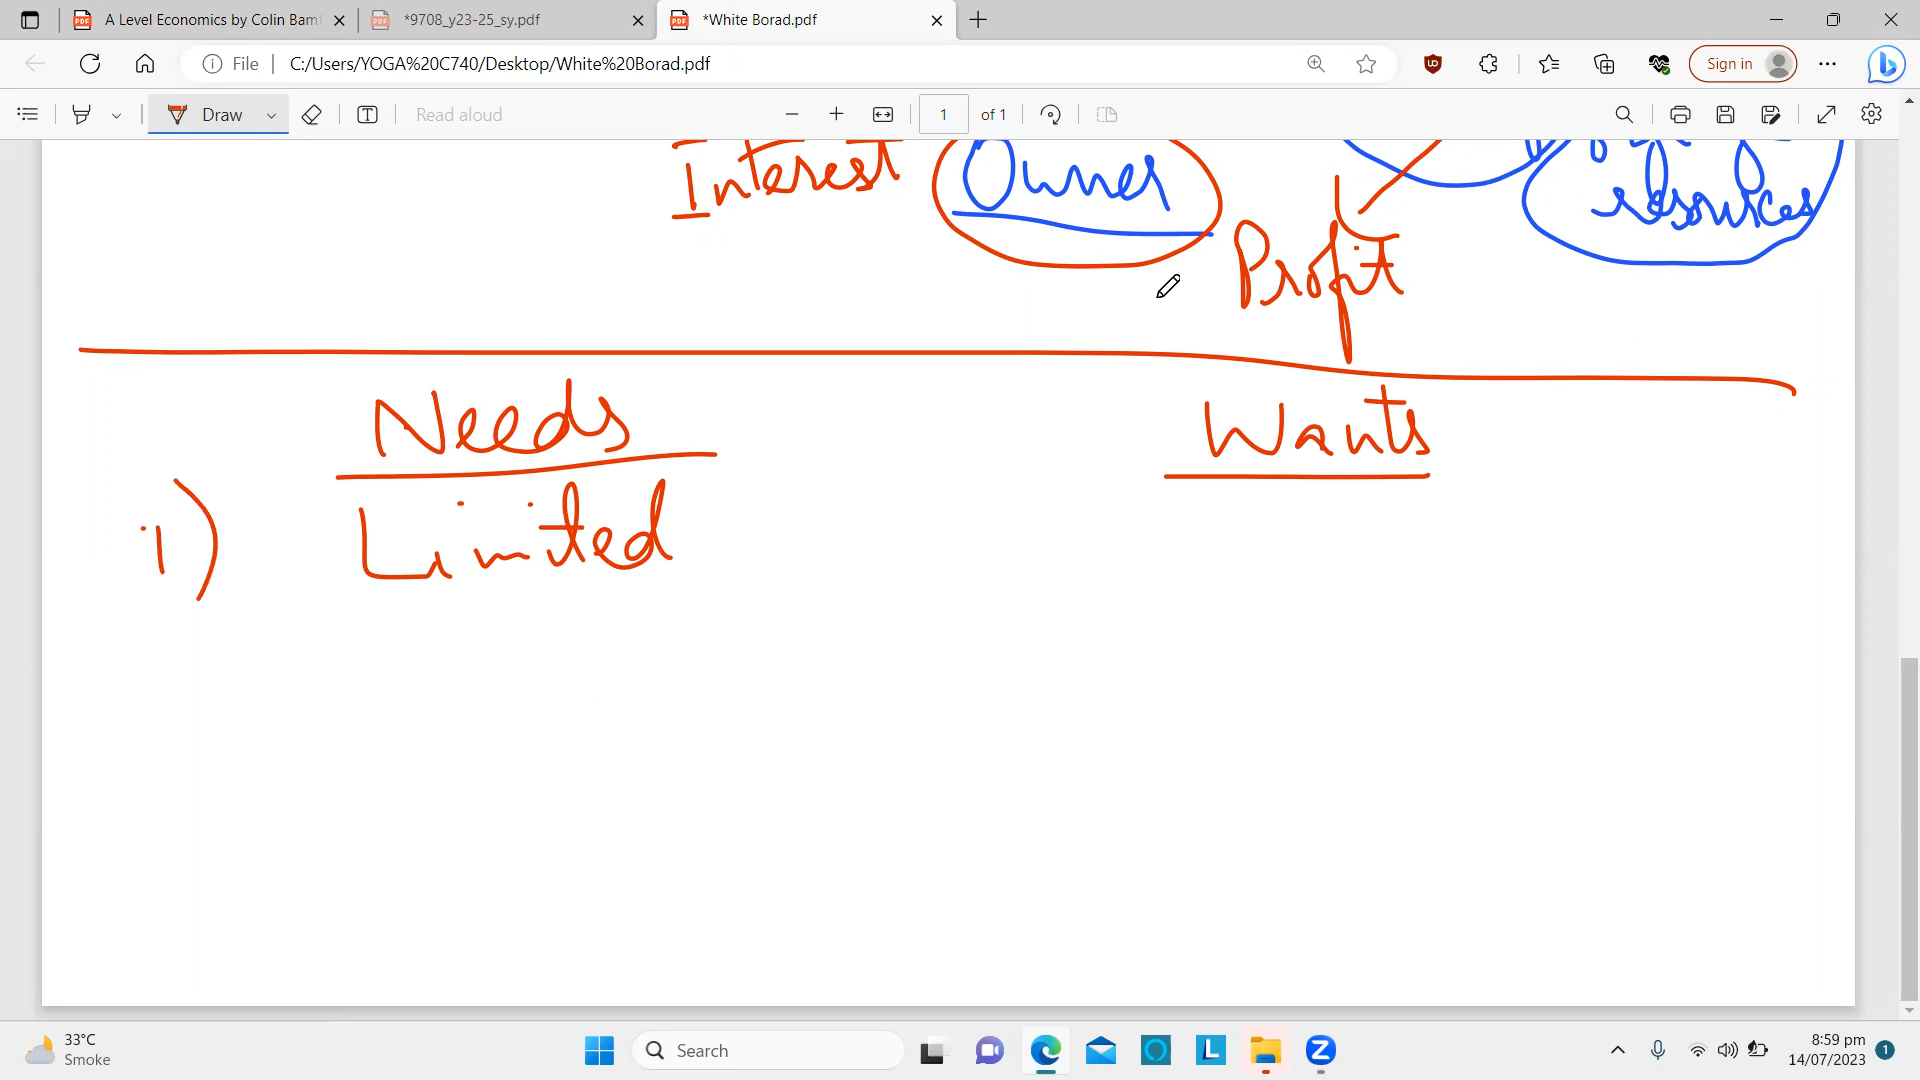 A Level Economics by Colin Bam
*9708_y23-25_sy.pdf
*White Borad.pdf
File
C:/Users/YOGA%20C740/Desktop/White%20Borad.pdf
Sign in
Draw
Read aloud
1
of 1
Interest
Owner
resources
Profit
Needs
Wants
i)
Limited
33°C
Smoke
Search
8:59 pm
14/07/2023
1